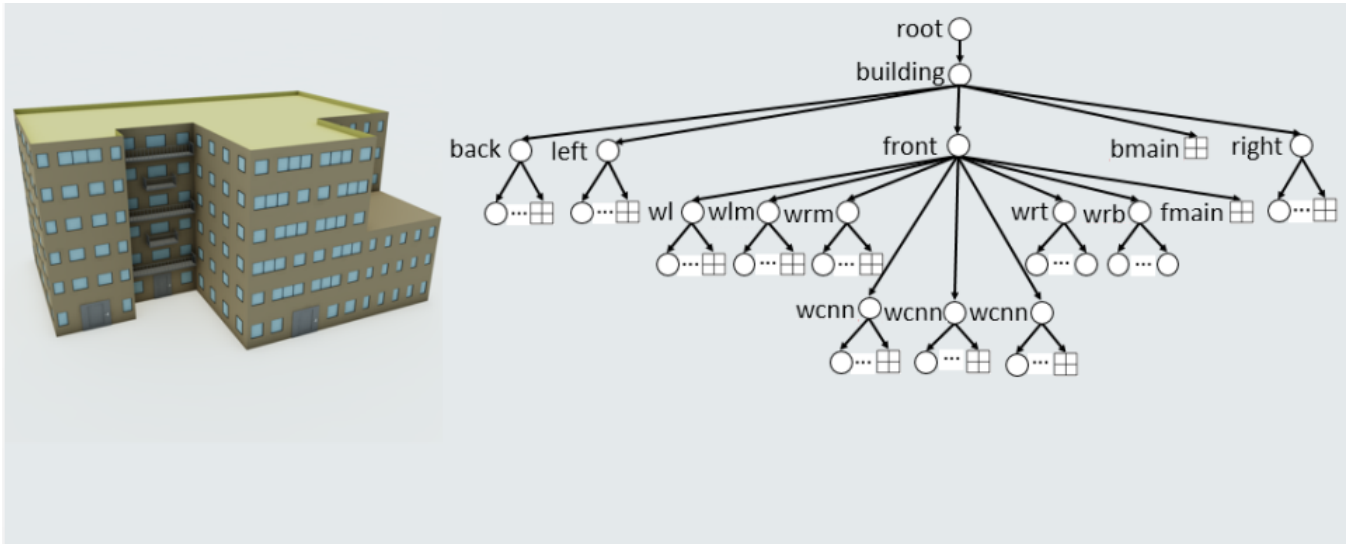 root
building
back left front bmain right
wl wlm wrm wrt wrb fmain
... ... ... ... ... ... ... ...
wcnn wcnn wcnn
... ... ...